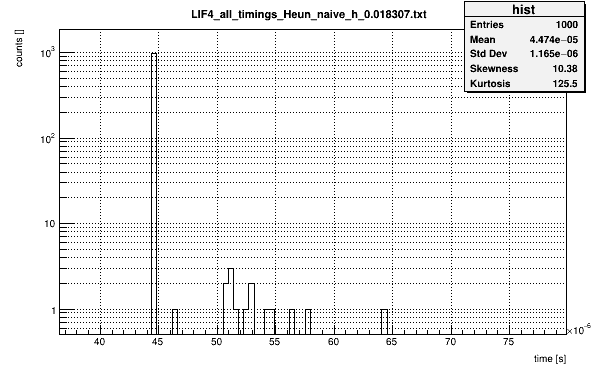 LIF4_all_timings_Heun_naive_h_0.018307.txt
hist
Entries 1000
Mean 4.474e−05
Std Dev 1.165e−06
Skewness 10.38
Kurtosis 125.5
counts []
10³
10²
10
1
40 45 50 55 60 65 70 75
×10⁻⁶
time [s]